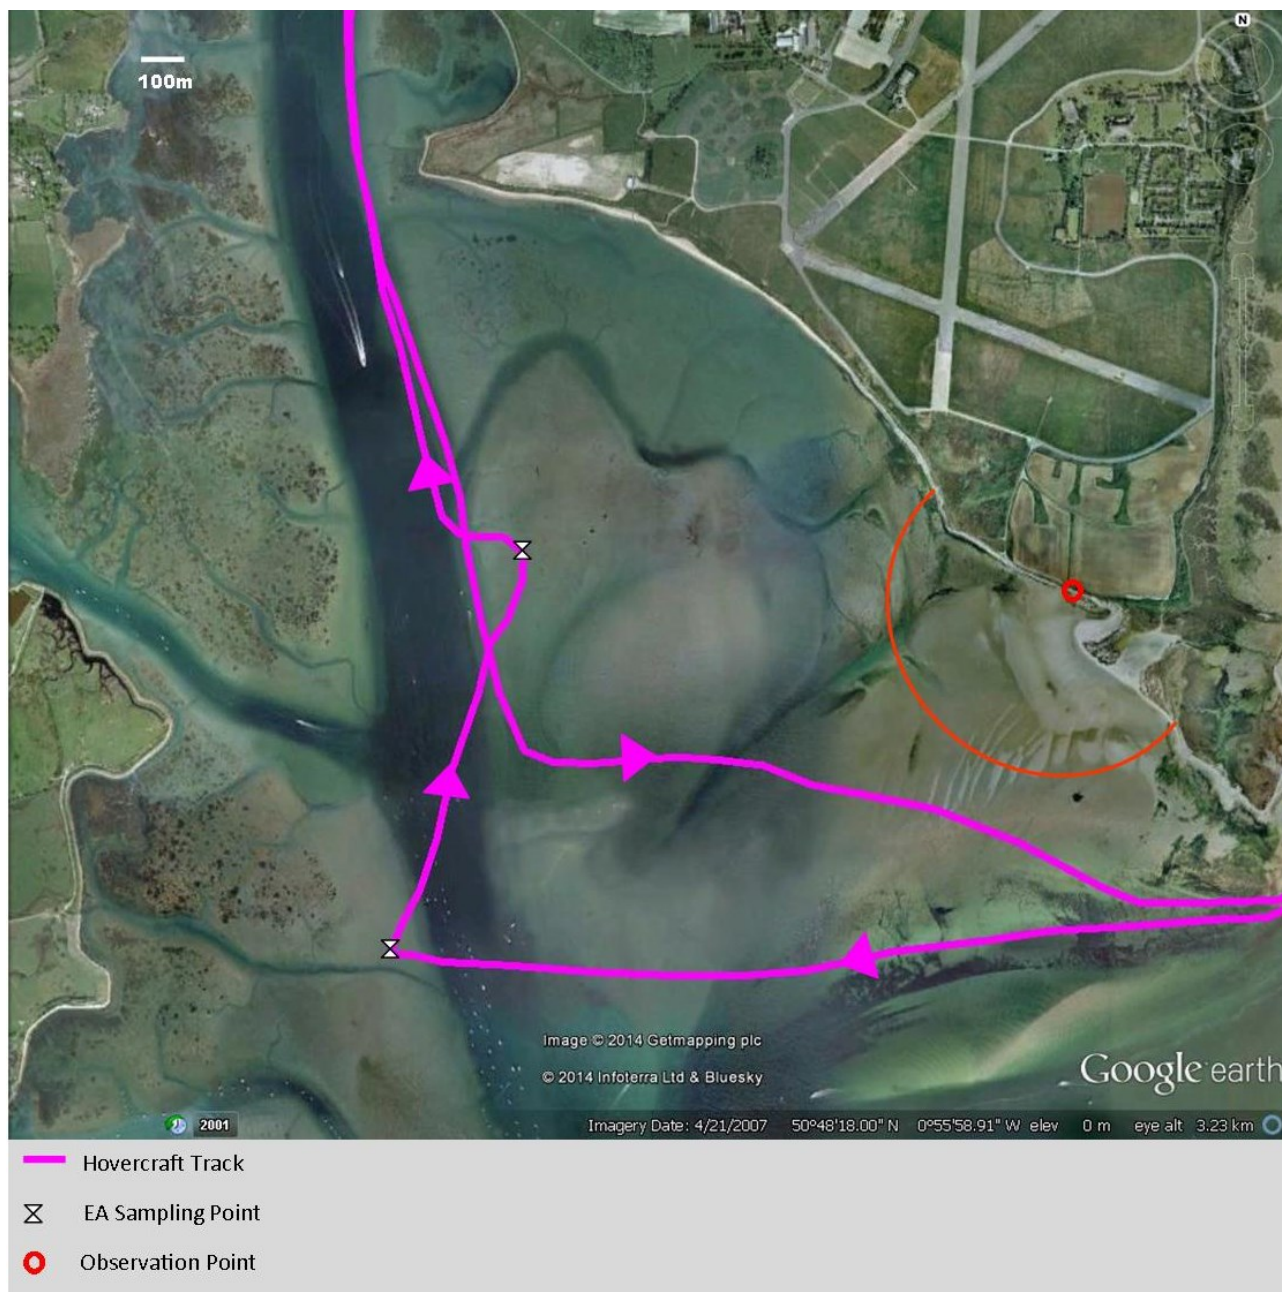 N
100m
Image © 2014 Getmapping plc
© 2014 Infoterra Ltd & Bluesky
Google earth
2001
Imagery Date: 4/21/2007 50°48'18.00" N 0°55'58.91" W elev 0 m eye alt 3.23 km
Hovercraft Track
EA Sampling Point
Observation Point